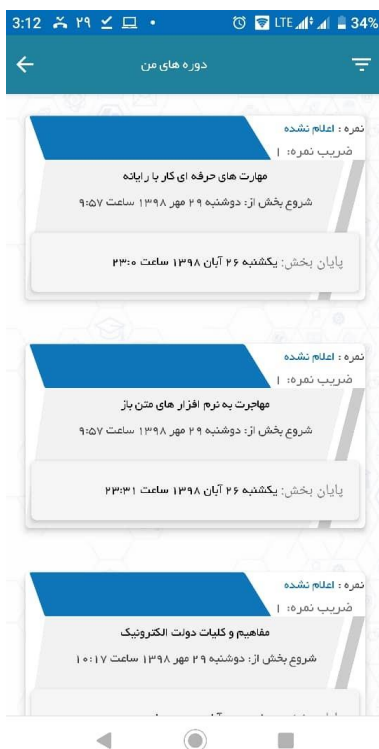 3:12 ۲۹ LTE 34%
دوره های من
نمره : اعلام نشده
ضریب نمره: ۱
مهارت های حرفه ای کار با رایانه
شروع بخش از: دوشنبه ۲۹ مهر ۱۳۹۸ ساعت ۹:۵۷
پایان بخش: یکشنبه ۲۶ آبان ۱۳۹۸ ساعت ۲۳:۰
نمره : اعلام نشده
ضریب نمره: ۱
مهاجرت به نرم افزار های متن باز
شروع بخش از: دوشنبه ۲۹ مهر ۱۳۹۸ ساعت ۹:۵۷
پایان بخش: یکشنبه ۲۶ آبان ۱۳۹۸ ساعت ۲۳:۳۱
نمره : اعلام نشده
ضریب نمره: ۱
مفاهیم و کلیات دولت الکترونیک
شروع بخش از: دوشنبه ۲۹ مهر ۱۳۹۸ ساعت ۱۰:۱۷